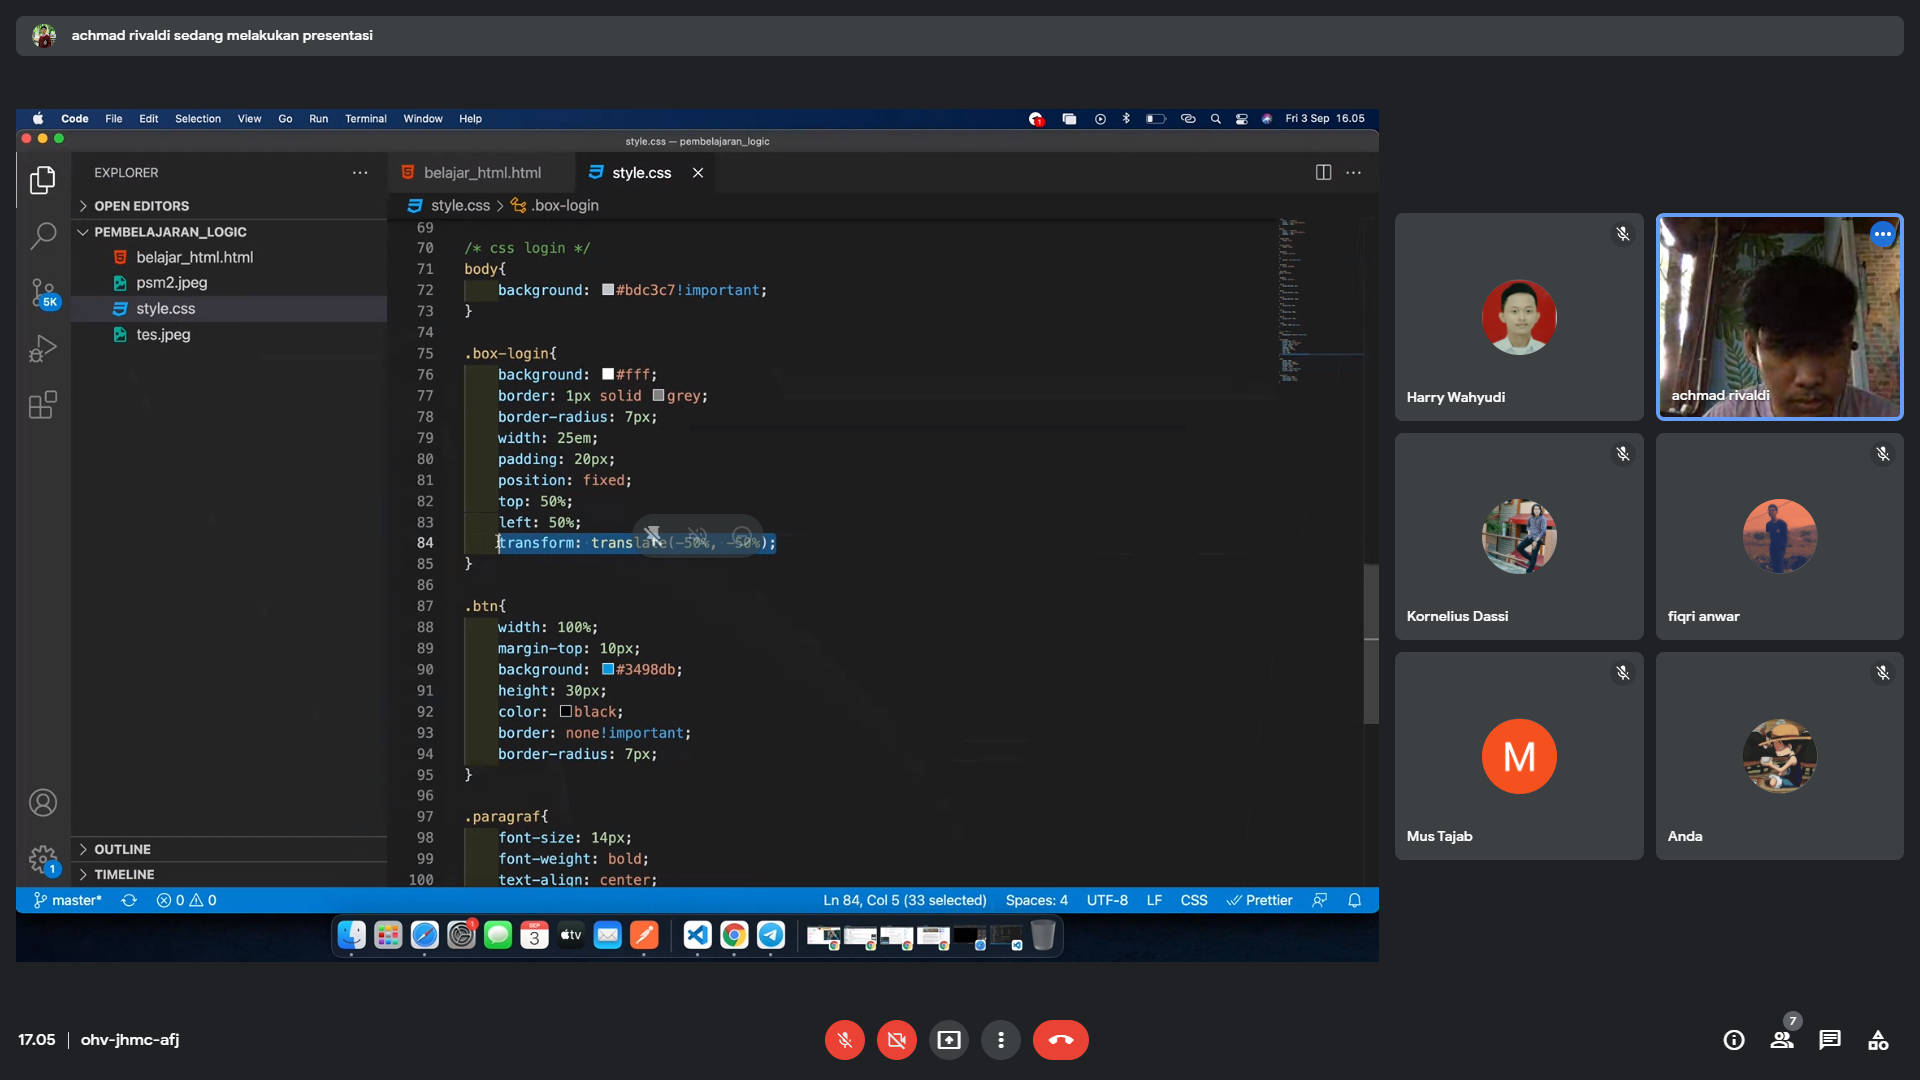 achmad rivaldi sedang melakukan presentasi
Code File Edit Selection View Go Run Terminal Window Help
1
Fri 3 Sep 16.05
style.css — pembelajaran_logic
EXPLORER
belajar_html.html
style.css
OPEN EDITORS
style.css > .box-login
PEMBELAJARAN_LOGIC
belajar_html.html
psm2.jpeg
style.css
tes.jpeg
5K
69
70 /* css login */
71 body{
72 background: #bdc3c7!important;
73 }
74
75 .box-login{
76 background: #fff;
77 border: 1px solid grey;
78 border-radius: 7px;
79 width: 25em;
80 padding: 20px;
81 position: fixed;
82 top: 50%;
83 left: 50%;
84 transform: translate(-50%, -50%);
85 }
86
87 .btn{
88 width: 100%;
89 margin-top: 10px;
90 background: #3498db;
91 height: 30px;
92 color: black;
93 border: none!important;
94 border-radius: 7px;
95 }
96
97 .paragraf{
98 font-size: 14px;
99 font-weight: bold;
100 text-align: center;
OUTLINE
TIMELINE
1
master*
0 0
Ln 84, Col 5 (33 selected)
Spaces: 4
UTF-8
LF
CSS
Prettier
1
SEP
3
tv
Harry Wahyudi
achmad rivaldi
Kornelius Dassi
fiqri anwar
M
Mus Tajab
Anda
17.05 | ohv-jhmc-afj
7